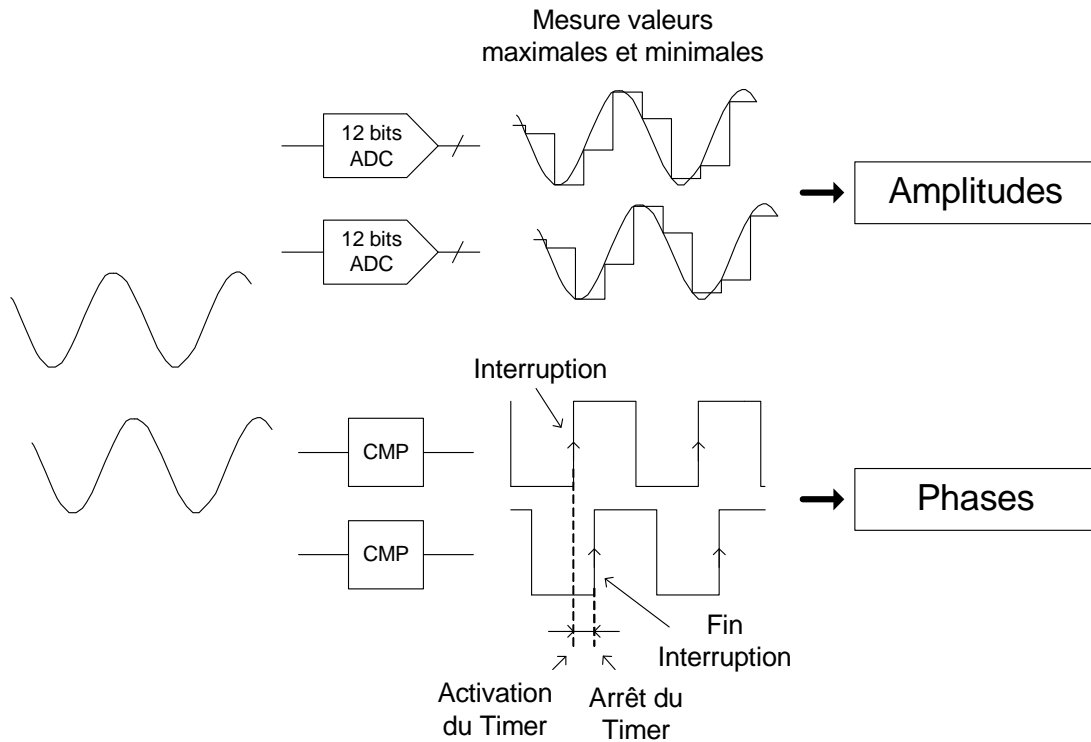 Mesure valeurs
maximales et minimales
12 bits
ADC
Amplitudes
12 bits
ADC
Interruption
CMP
Phases
CMP
Fin
Interruption
Activation
du Timer
Arrêt du
Timer